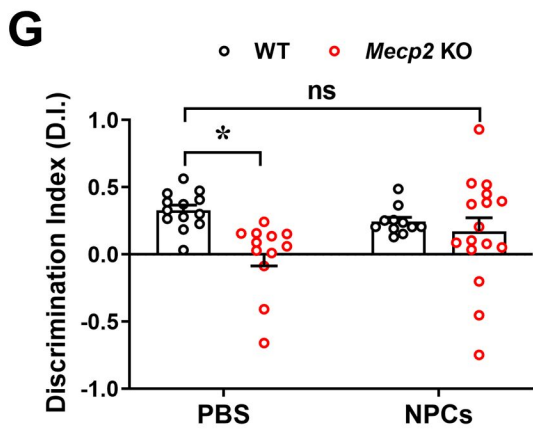 G
WT Mecp2 KO
ns
*
Discrimination Index (D.I.)
1.0
0.5
0.0
-0.5
-1.0
PBS NPCs